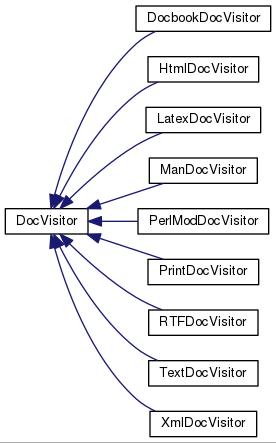 DocbookDocVisitor
HtmlDocVisitor
LatexDocVisitor
ManDocVisitor
DocVisitor
PerlModDocVisitor
PrintDocVisitor
RTFDocVisitor
TextDocVisitor
XmlDocVisitor